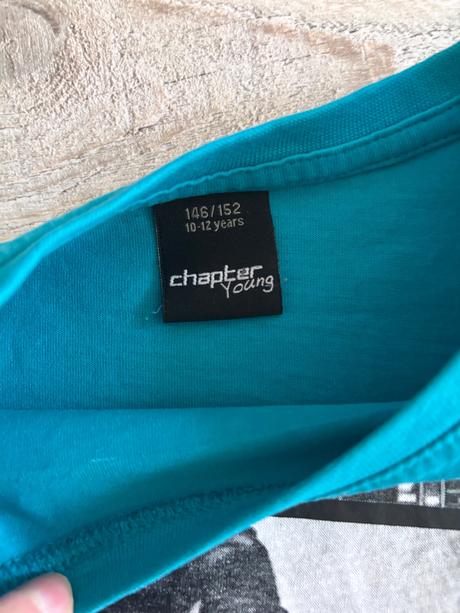 146/152
10-12 years
chapter
Young